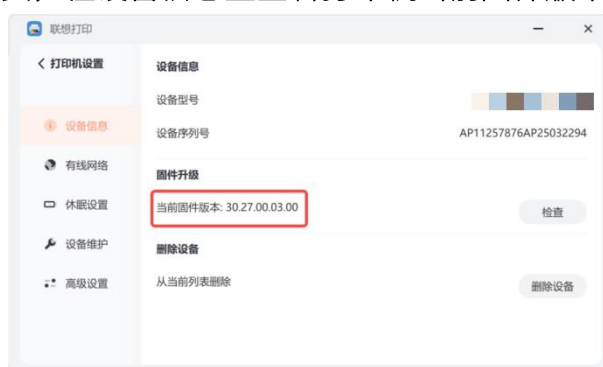 联想打印
打印机设置
设备信息
有线网络
休眠设置
设备维护
高级设置
设备信息
设备型号
设备序列号 AP11257876AP25032294
固件升级
当前固件版本: 30.27.00.03.00
检查
删除设备
从当前列表删除
删除设备